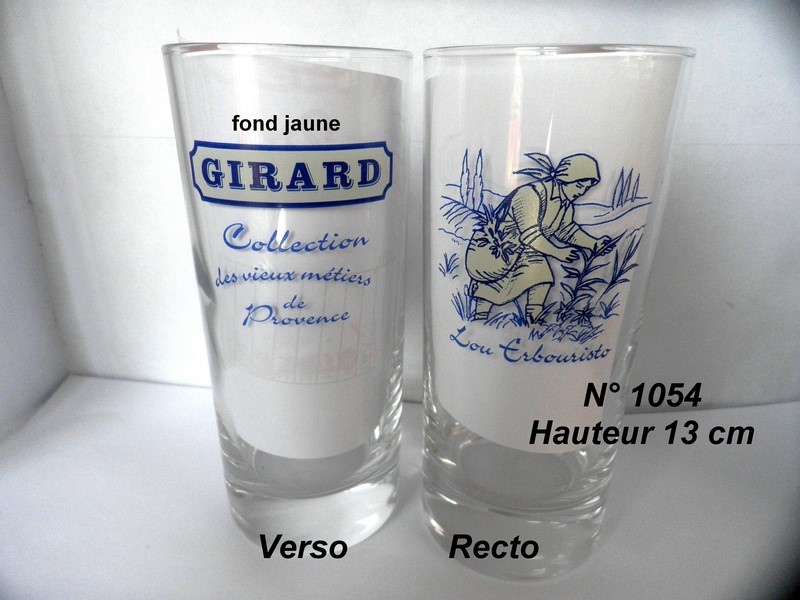 fond jaune
GIRARD
Collection
des vieux métiers
de
Provence
Lou Erbouristo
N° 1054
Hauteur 13 cm
Verso
Recto